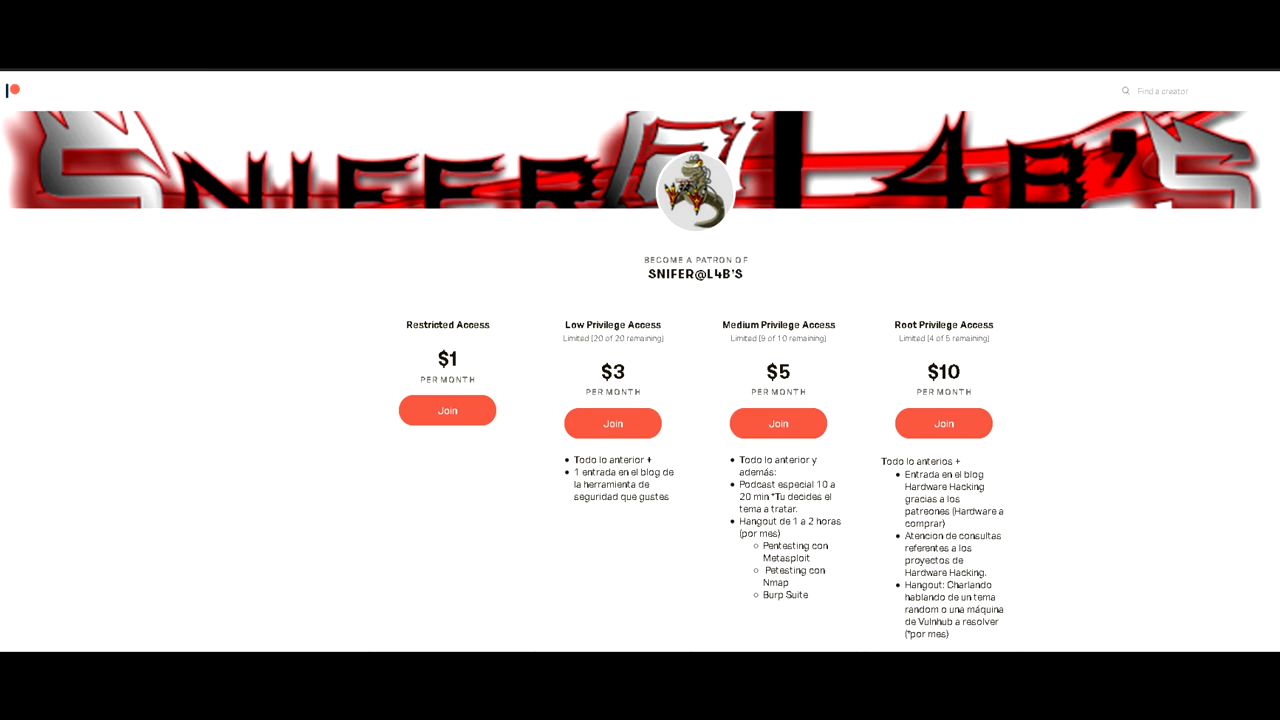 Find a creator
SNIFER@L4B'S
BECOME A PATRON OF
SNIFER@L4B'S
Restricted Access
$1
PER MONTH
Join
Low Privilege Access
Limited (20 of 20 remaining)
$3
PER MONTH
Join
Todo lo anterior +
1 entrada en el blog de
la herramienta de
seguridad que gustes
Medium Privilege Access
Limited (9 of 10 remaining)
$5
PER MONTH
Join
Todo lo anterior y
además:
Podcast especial 10 a
20 min *Tu decides el
tema a tratar.
Hangout de 1 a 2 horas
(por mes)
Pentesting con
Metasploit
Petesting con
Nmap
Burp Suite
Root Privilege Access
Limited (4 of 5 remaining)
$10
PER MONTH
Join
Todo lo anterios +
Entrada en el blog
Hardware Hacking
gracias a los
patreones (Hardware a
comprar)
Atencion de consultas
referentes a los
proyectos de
Hardware Hacking.
Hangout: Charlando
hablando de un tema
random o una máquina
de Vulnhub a resolver
(*por mes)